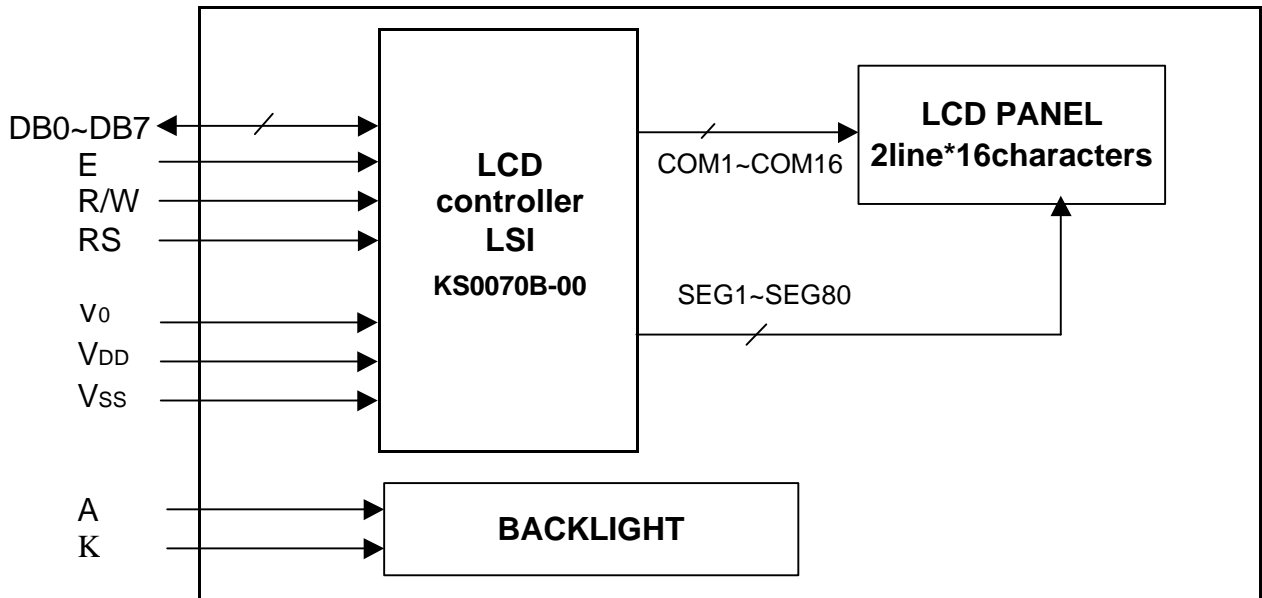 DB0~DB7
E
R/W
RS
V0
VDD
VSS
A
K
LCD
controller
LSI
KS0070B-00
COM1~COM16
SEG1~SEG80
LCD PANEL
2line*16characters
BACKLIGHT